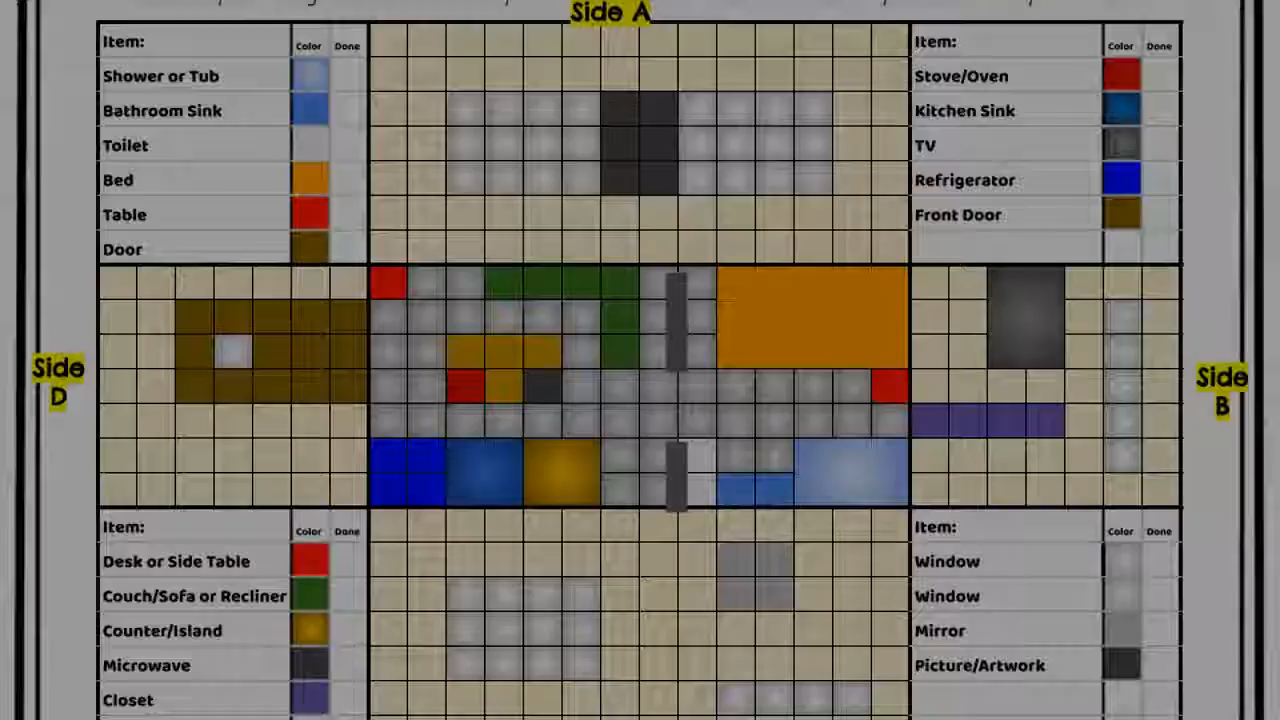 Side A
Item: Color Done
Shower or Tub
Bathroom Sink
Toilet
Bed
Table
Door
Item: Color Done
Stove/Oven
Kitchen Sink
TV
Refrigerator
Front Door
Side
D
Side
B
Item: Color Done
Desk or Side Table
Couch/Sofa or Recliner
Counter/Island
Microwave
Closet
Item: Color Done
Window
Window
Mirror
Picture/Artwork